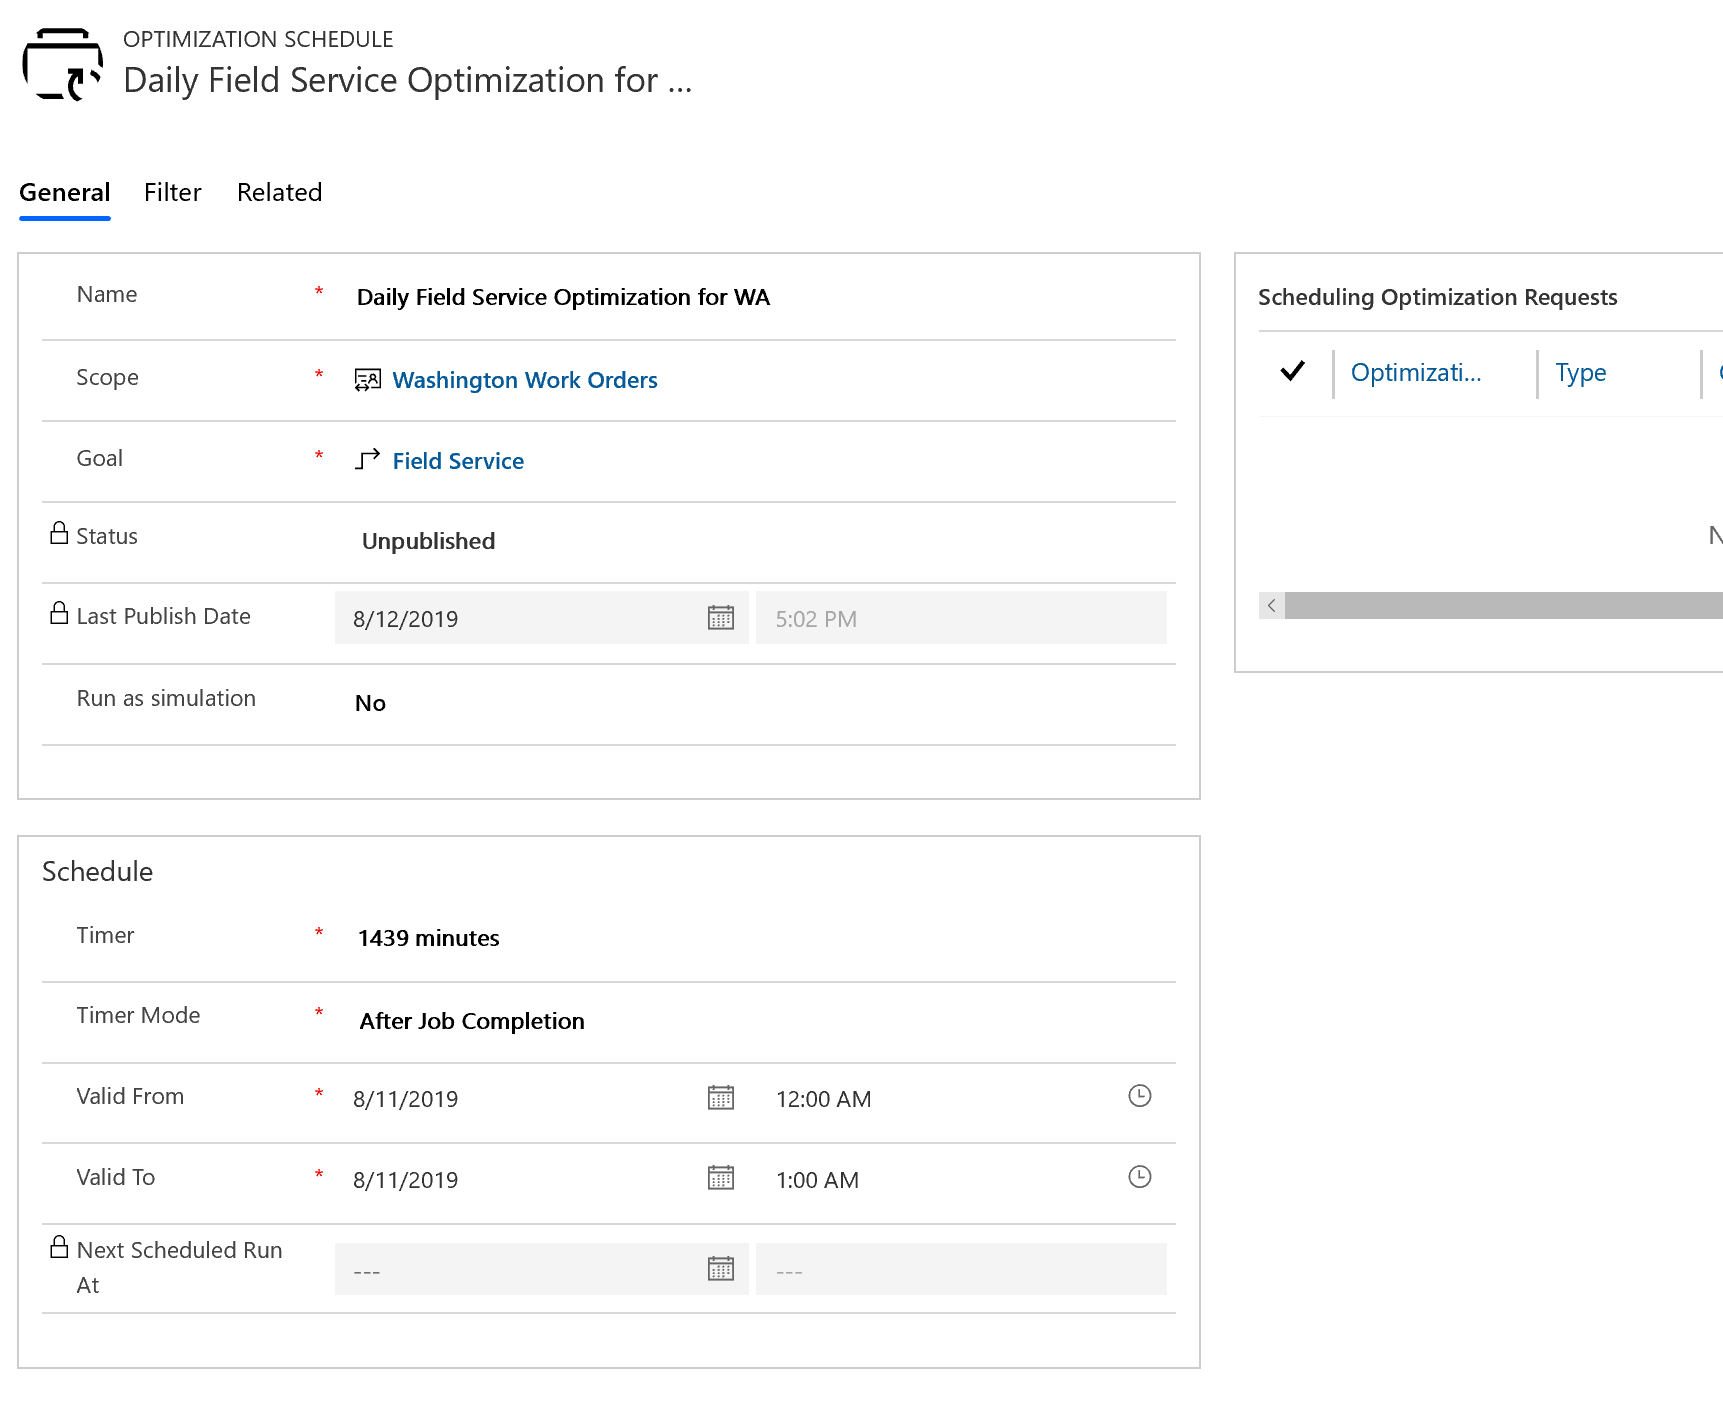 OPTIMIZATION SCHEDULE
Daily Field Service Optimization for ...
General Filter Related
Name * Daily Field Service Optimization for WA
Scope * Washington Work Orders
Goal * Field Service
Status Unpublished
Last Publish Date 8/12/2019 5:02 PM
Run as simulation No
Scheduling Optimization Requests
Optimizati... Type
Schedule
Timer * 1439 minutes
Timer Mode * After Job Completion
Valid From * 8/11/2019 12:00 AM
Valid To * 8/11/2019 1:00 AM
Next Scheduled Run
At
--- ---